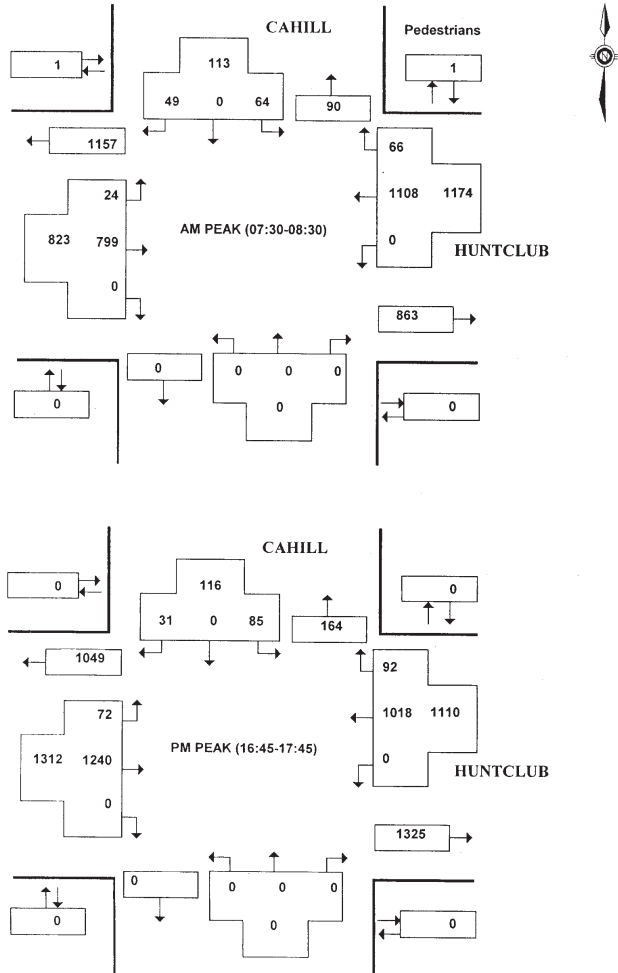 CAHILL
Pedestrians
1
113
1
49 0 64
90
1157
66
1108 1174
0
24
823 799
0
AM PEAK (07:30-08:30)
N
HUNTCLUB
863
0
0 0 0
0
0
0
CAHILL
0
116
0
31 0 85
164
1049
92
1018 1110
0
72
1312 1240
0
PM PEAK (16:45-17:45)
HUNTCLUB
1325
0
0 0 0
0
0
0